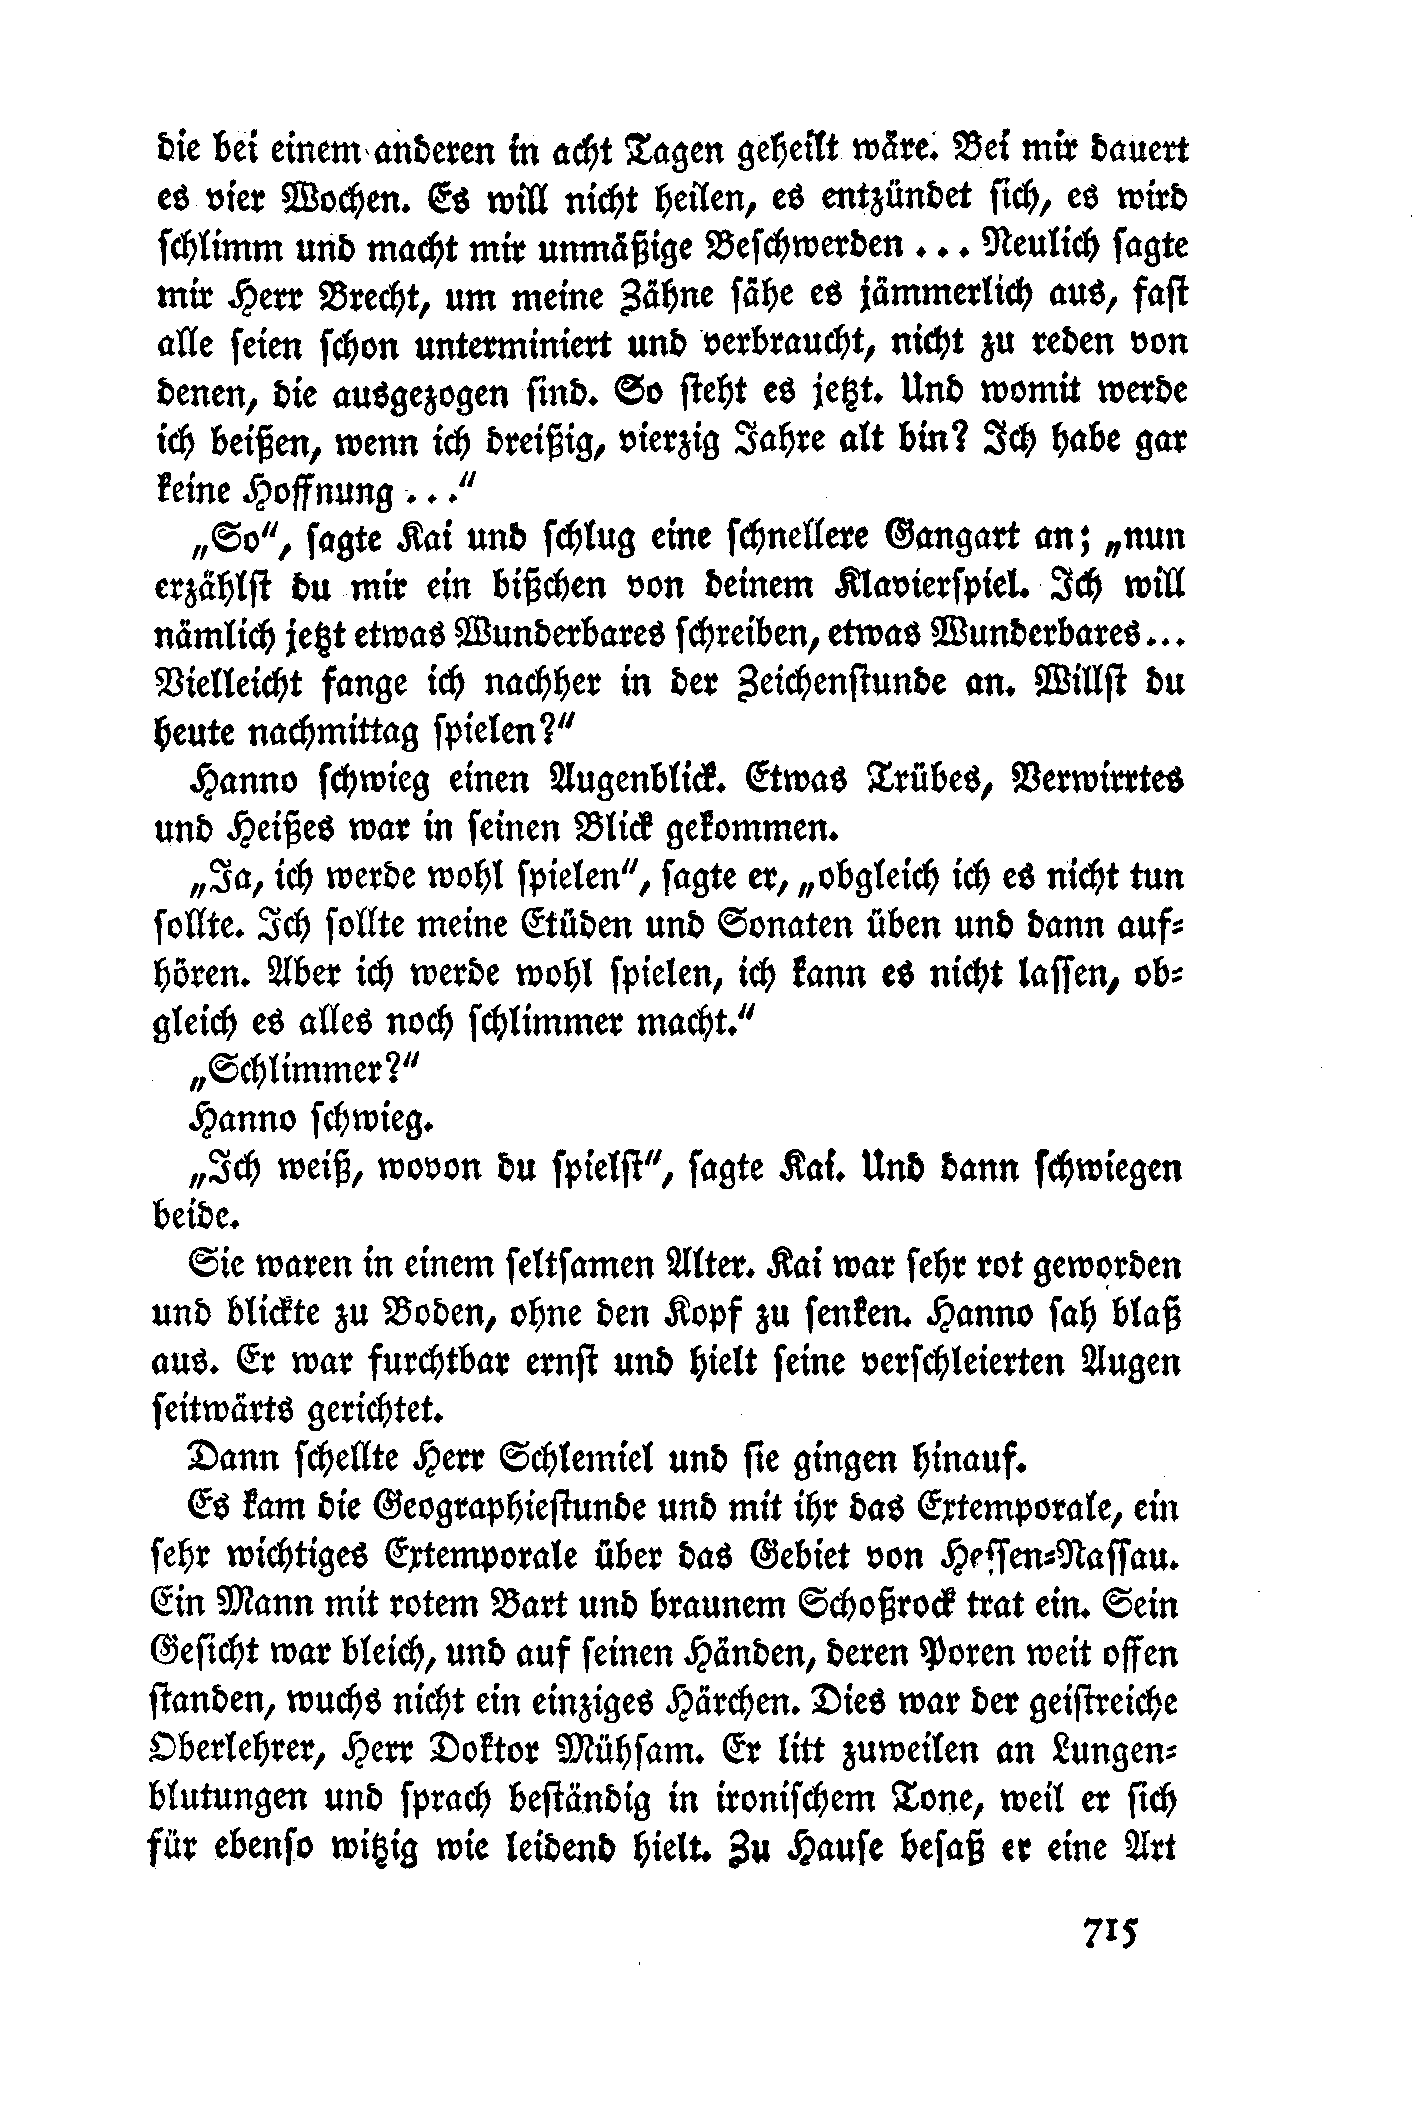 die bei einem anderen in acht Tagen geheilt wäre. Bei mir dauert
es vier Wochen. Es will nicht heilen, es entzündet sich, es wird
schlimm und macht mir unmäßige Beschwerden ... Neulich sagte
mir Herr Brecht, um meine Zähne sähe es jämmerlich aus, fast
alle seien schon unterminiert und verbraucht, nicht zu reden von
denen, die ausgezogen sind. So steht es jetzt. Und womit werde
ich beißen, wenn ich dreißig, vierzig Jahre alt bin? Ich habe gar
keine Hoffnung ...“
„So“, sagte Kai und schlug eine schnellere Gangart an; „nun
erzählst du mir ein bißchen von deinem Klavierspiel. Ich will
nämlich jetzt etwas Wunderbares schreiben, etwas Wunderbares...
Vielleicht fange ich nachher in der Zeichenstunde an. Willst du
heute nachmittag spielen?“
Hanno schwieg einen Augenblick. Etwas Trübes, Verwirrtes
und Heißes war in seinen Blick gekommen.
„Ja, ich werde wohl spielen“, sagte er, „obgleich ich es nicht tun
sollte. Ich sollte meine Etüden und Sonaten üben und dann auf-
hören. Aber ich werde wohl spielen, ich kann es nicht lassen, ob-
gleich es alles noch schlimmer macht.“
„Schlimmer?“
Hanno schwieg.
„Ich weiß, wovon du spielst“, sagte Kai. Und dann schwiegen
beide.
Sie waren in einem seltsamen Alter. Kai war sehr rot geworden
und blickte zu Boden, ohne den Kopf zu senken. Hanno sah blaß
aus. Er war furchtbar ernst und hielt seine verschleierten Augen
seitwärts gerichtet.
Dann schellte Herr Schlemiel und sie gingen hinauf.
Es kam die Geographiestunde und mit ihr das Extemporale, ein
sehr wichtiges Extemporale über das Gebiet von Hessen-Nassau.
Ein Mann mit rotem Bart und braunem Schoßrock trat ein. Sein
Gesicht war bleich, und auf seinen Händen, deren Poren weit offen
standen, wuchs nicht ein einziges Härchen. Dies war der geistreiche
Oberlehrer, Herr Doktor Mühsam. Er litt zuweilen an Lungen-
blutungen und sprach beständig in ironischem Tone, weil er sich
für ebenso witzig wie leidend hielt. Zu Hause besaß er eine Art
715